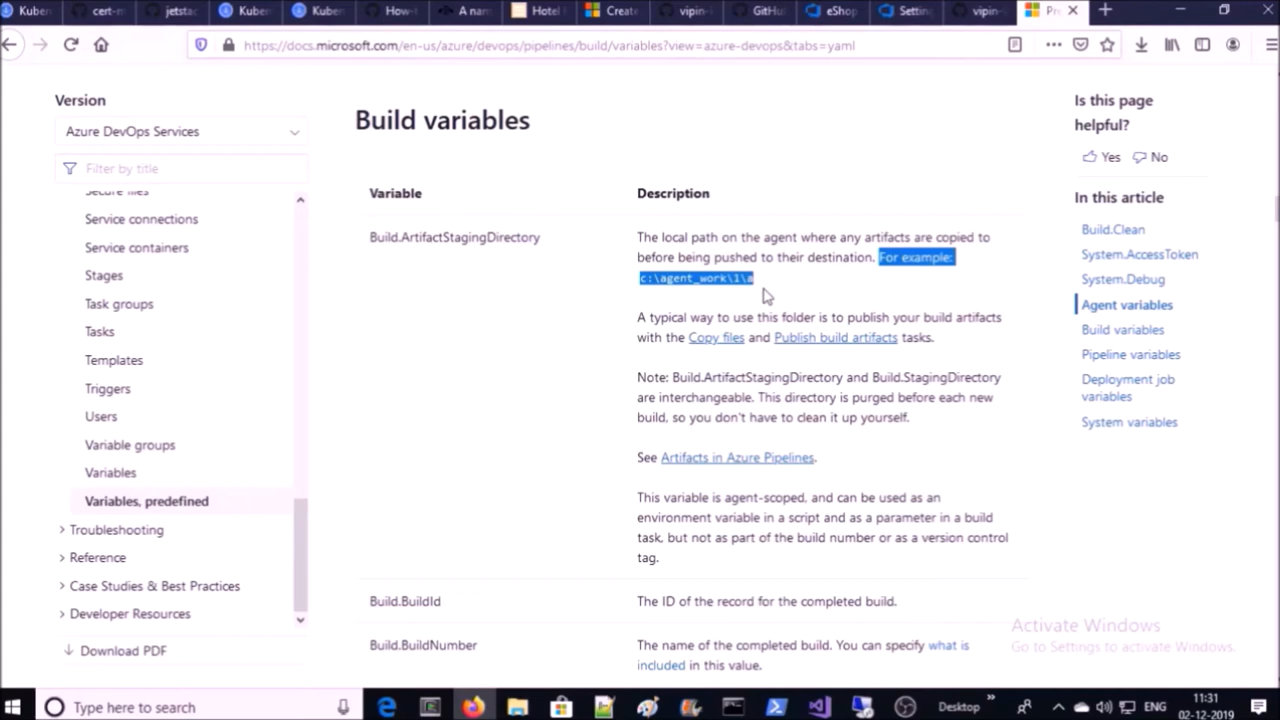 Kuben
cert-m
jetstac
Kuben
Kuben
How-t
A nam
Hotel
Create
vipin-
GitHu
eShop
Setting
vipin-
Pre
https://docs.microsoft.com/en-us/azure/devops/pipelines/build/variables?view=azure-devops&tabs=yaml
Version
Azure DevOps Services
Filter by title
Secure files
Service connections
Service containers
Stages
Task groups
Tasks
Templates
Triggers
Users
Variable groups
Variables
Variables, predefined
Troubleshooting
Reference
Case Studies & Best Practices
Developer Resources
Download PDF
Build variables
Variable
Description
Build.ArtifactStagingDirectory
The local path on the agent where any artifacts are copied to
before being pushed to their destination. For example:
c:\agent_work\1\a
A typical way to use this folder is to publish your build artifacts
with the Copy files and Publish build artifacts tasks.
Note: Build.ArtifactStagingDirectory and Build.StagingDirectory
are interchangeable. This directory is purged before each new
build, so you don't have to clean it up yourself.
See Artifacts in Azure Pipelines.
This variable is agent-scoped, and can be used as an
environment variable in a script and as a parameter in a build
task, but not as part of the build number or as a version control
tag.
Build.BuildId
The ID of the record for the completed build.
Build.BuildNumber
The name of the completed build. You can specify what is
included in this value.
Is this page
helpful?
Yes
No
In this article
Build.Clean
System.AccessToken
System.Debug
Agent variables
Build variables
Pipeline variables
Deployment job
variables
System variables
Activate Windows
Go to Settings to activate Windows.
Type here to search
Desktop
ENG
11:31
02-12-2019